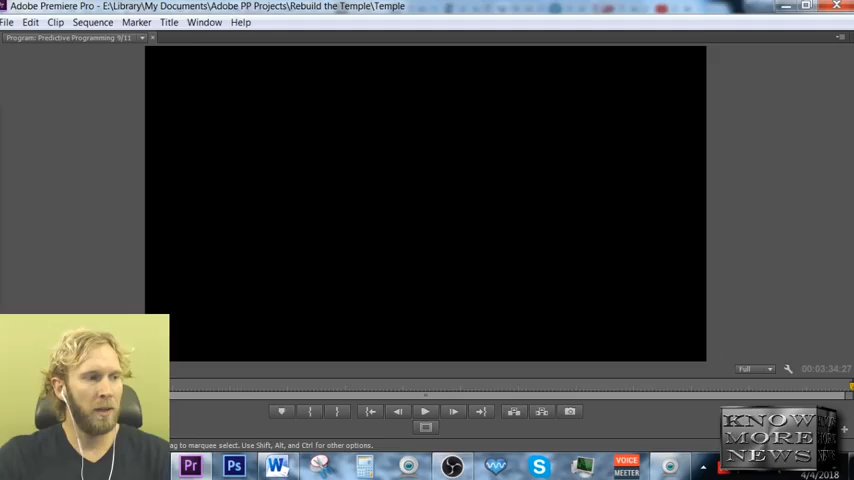 Adobe Premiere Pro - E:\Library\My Documents\Adobe PP Projects\Rebuild the Temple\Temple
File Edit Clip Sequence Marker Title Window Help
Program: Predictive Programming 9/11
Full 00:03:34:27
ag to marquee select. Use Shift, Alt, and Ctrl for other options.
KNOW
MORE
NEWS
Pr Ps W S VOICE
MEETER
4/4/2018